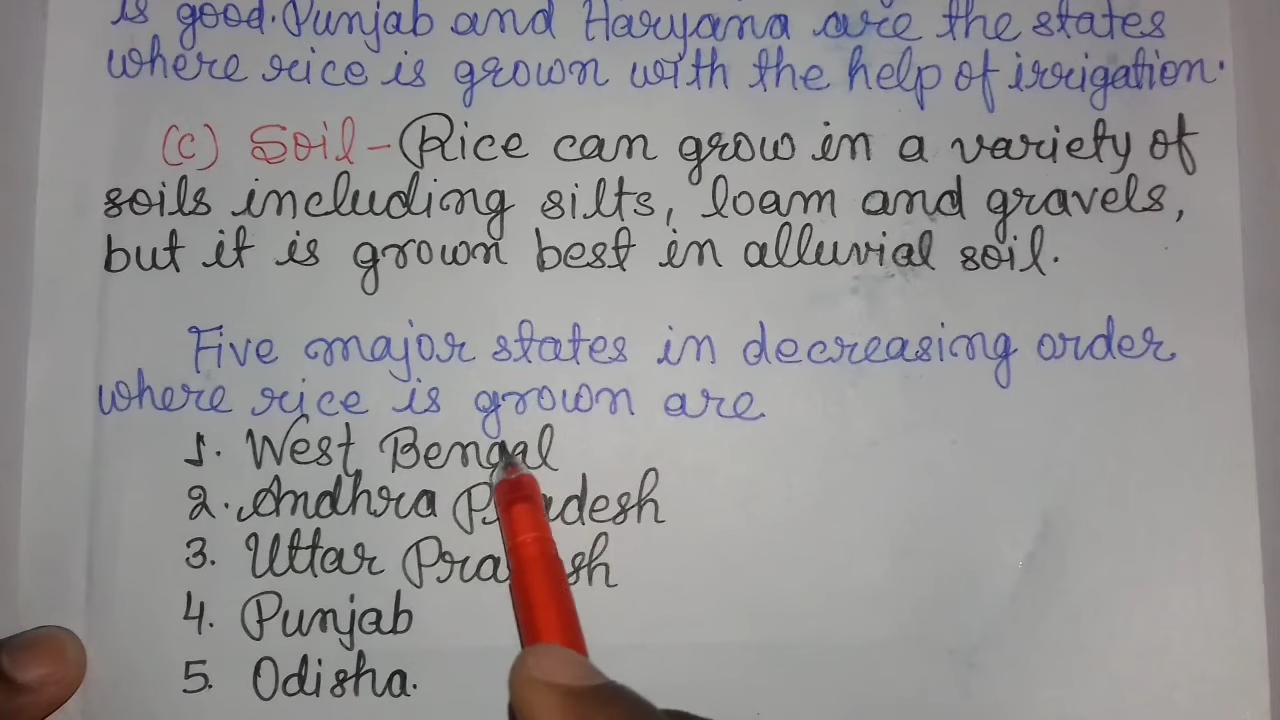 is good. Punjab and Haryana are the states
where rice is grown with the help of irrigation.
(c) Soil - Rice can grow in a variety of
soils including silts, loam and gravels,
but it is grown best in alluvial soil.
Five major states in decreasing order
where rice is grown are
1. West Bengal
2. Andhra Pradesh
3. Uttar Pradesh
4. Punjab
5. Odisha.